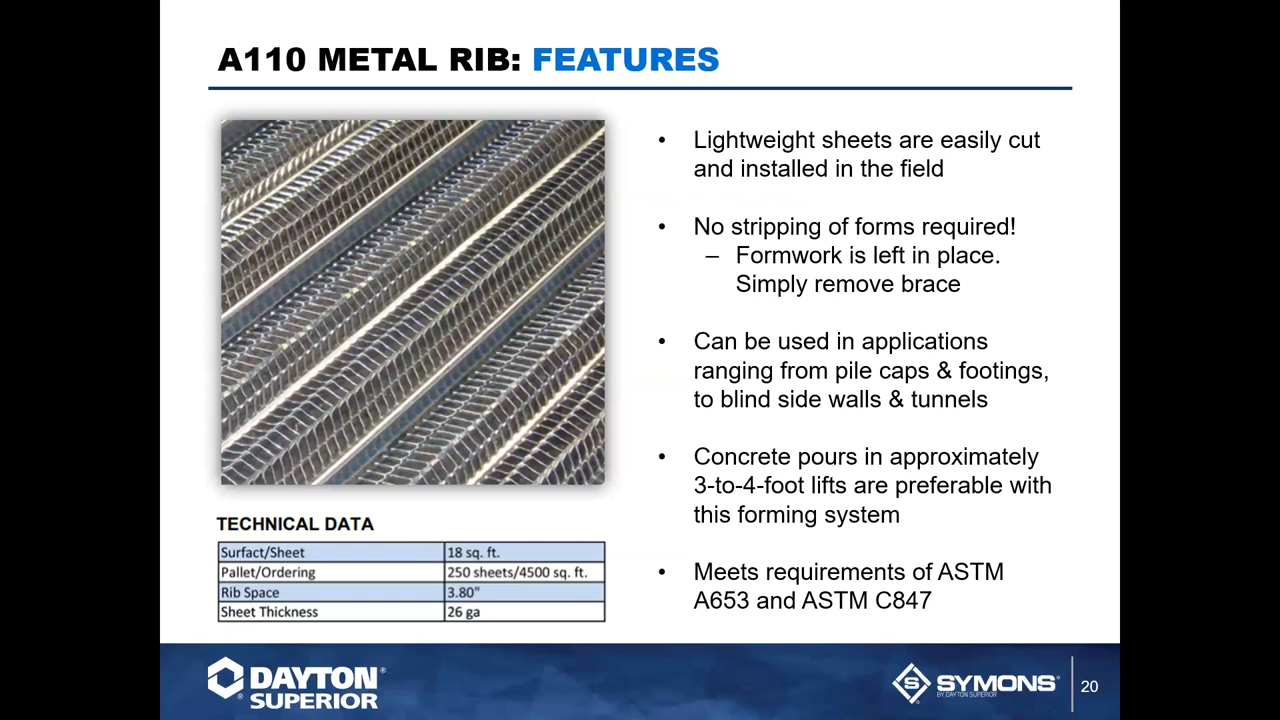 A110 METAL RIB: FEATURES
• Lightweight sheets are easily cut
and installed in the field
• No stripping of forms required!
– Formwork is left in place.
Simply remove brace
• Can be used in applications
ranging from pile caps & footings,
to blind side walls & tunnels
• Concrete pours in approximately
3-to-4-foot lifts are preferable with
this forming system
• Meets requirements of ASTM
A653 and ASTM C847
TECHNICAL DATA
Surfact/Sheet 18 sq. ft.
Pallet/Ordering 250 sheets/4500 sq. ft.
Rib Space 3.80"
Sheet Thickness 26 ga
DAYTON®
® SUPERIOR
S SYMONS®
BY DAYTON SUPERIOR
20